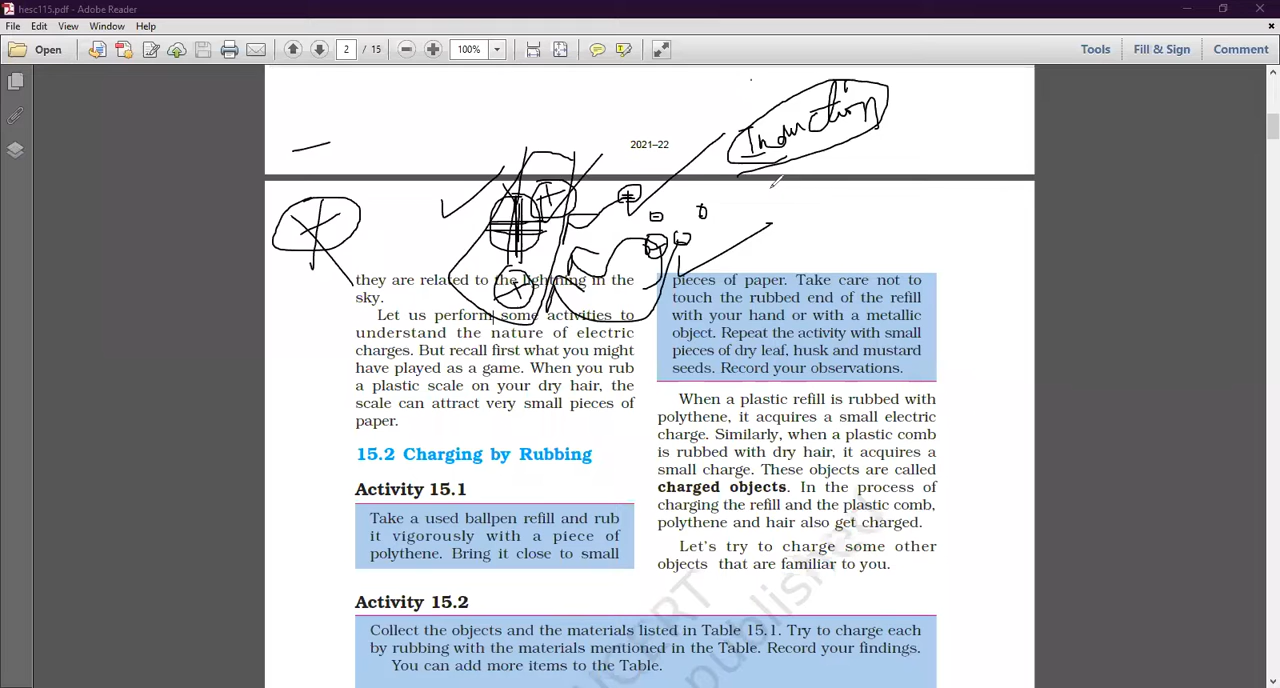 hesc115.pdf - Adobe Reader
File Edit View Window Help
Open 2 / 15 100% Tools Fill & Sign Comment
Induction
2021–22
they are related to the lightning in the
sky.
Let us perform some activities to
understand the nature of electric
charges. But recall first what you might
have played as a game. When you rub
a plastic scale on your dry hair, the
scale can attract very small pieces of
paper.
15.2 Charging by Rubbing
Activity 15.1
Take a used ballpen refill and rub
it vigorously with a piece of
polythene. Bring it close to small
pieces of paper. Take care not to
touch the rubbed end of the refill
with your hand or with a metallic
object. Repeat the activity with small
pieces of dry leaf, husk and mustard
seeds. Record your observations.
When a plastic refill is rubbed with
polythene, it acquires a small electric
charge. Similarly, when a plastic comb
is rubbed with dry hair, it acquires a
small charge. These objects are called
charged objects. In the process of
charging the refill and the plastic comb,
polythene and hair also get charged.
Let's try to charge some other
objects that are familiar to you.
Activity 15.2
Collect the objects and the materials listed in Table 15.1. Try to charge each
by rubbing with the materials mentioned in the Table. Record your findings.
You can add more items to the Table.